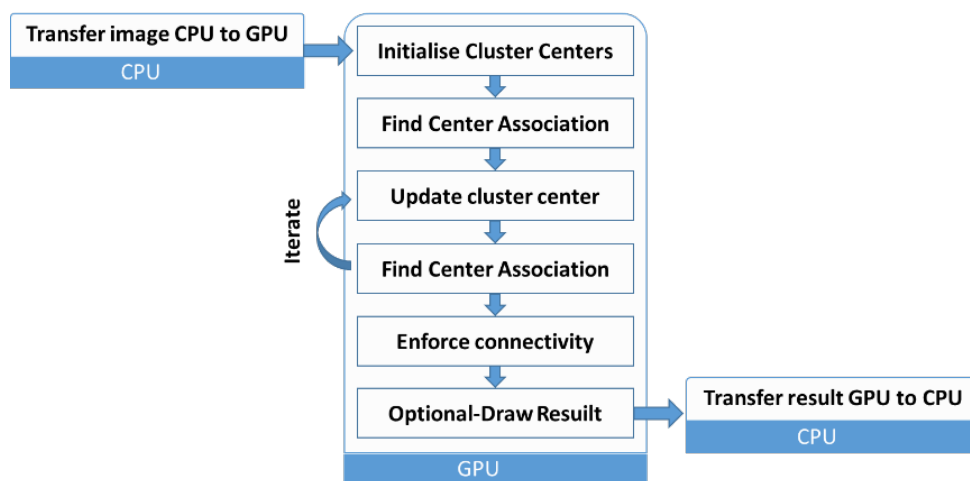 Transfer image CPU to GPU
CPU
Initialise Cluster Centers
Find Center Association
Update cluster center
Iterate
Find Center Association
Enforce connectivity
Optional-Draw Resuilt
GPU
Transfer result GPU to CPU
CPU